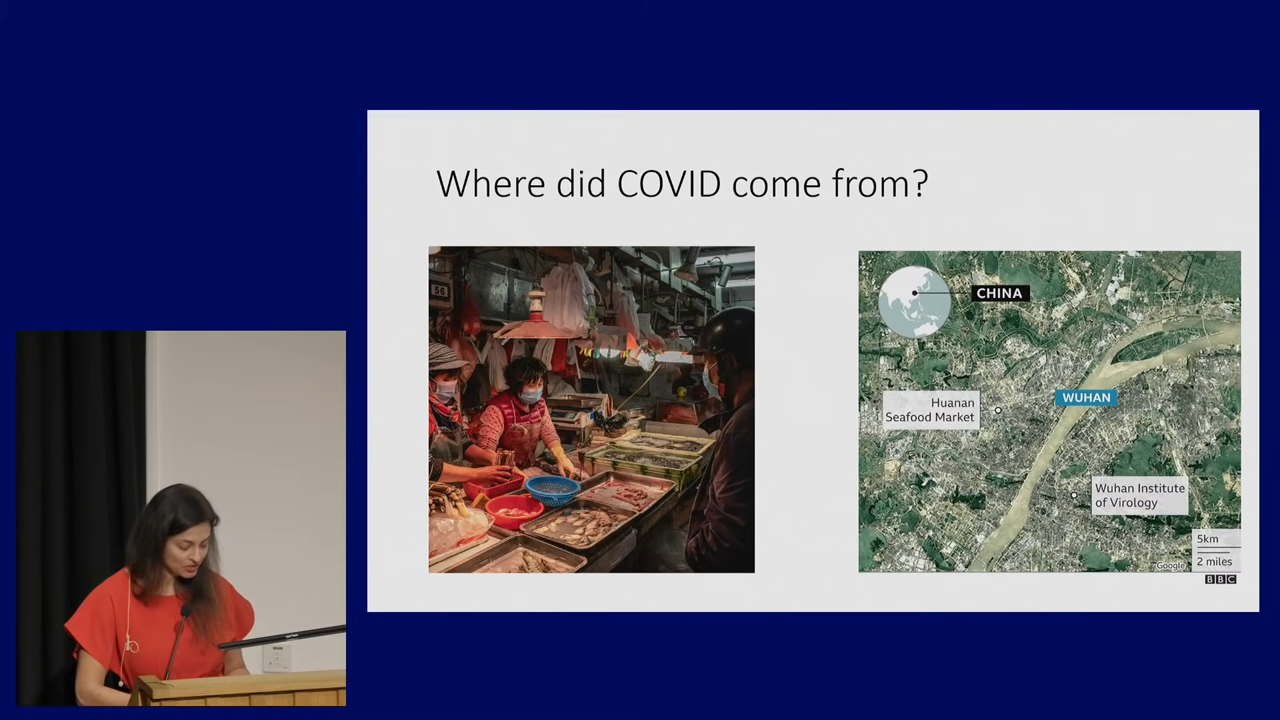 Where did COVID come from?
56
CHINA
Huanan
Seafood Market
WUHAN
Wuhan Institute
of Virology
5km
2 miles
Google
BBC